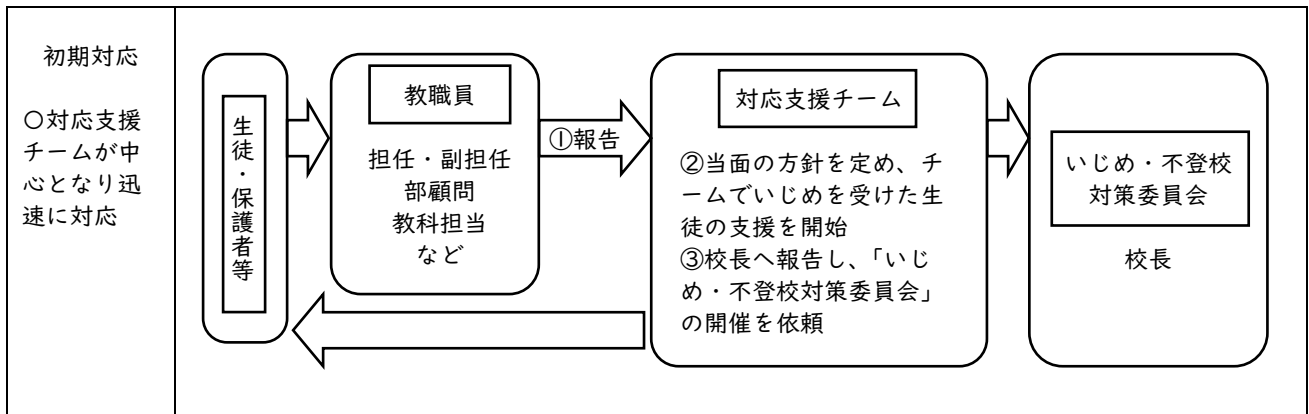 初期対応
〇対応支援
チームが中
心となり迅
速に対応
生徒・保護者等
教職員
担任・副担任
部顧問
教科担当
など
①報告
対応支援チーム
②当面の方針を定め、チ
ームでいじめを受けた生
徒の支援を開始
③校長へ報告し、「いじ
め・不登校対策委員会」
の開催を依頼
いじめ・不登校
対策委員会
校長